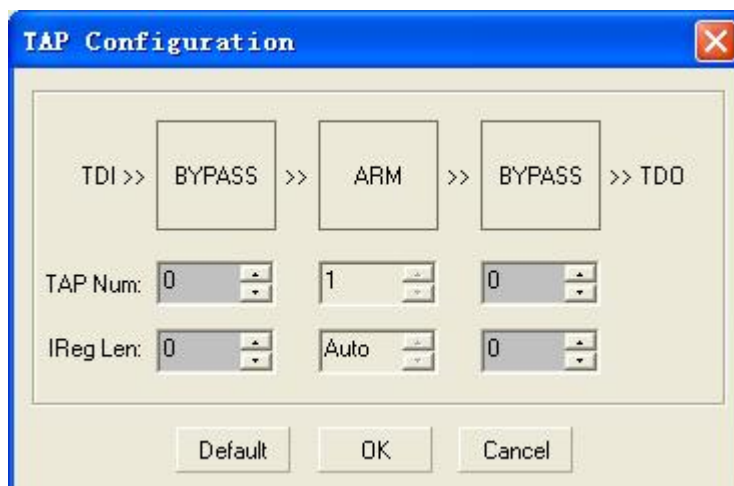 TAP Configuration
TDI >> BYPASS >> ARM >> BYPASS >> TDO
TAP Num: 0 1 0
IReg Len: 0 Auto 0
Default OK Cancel